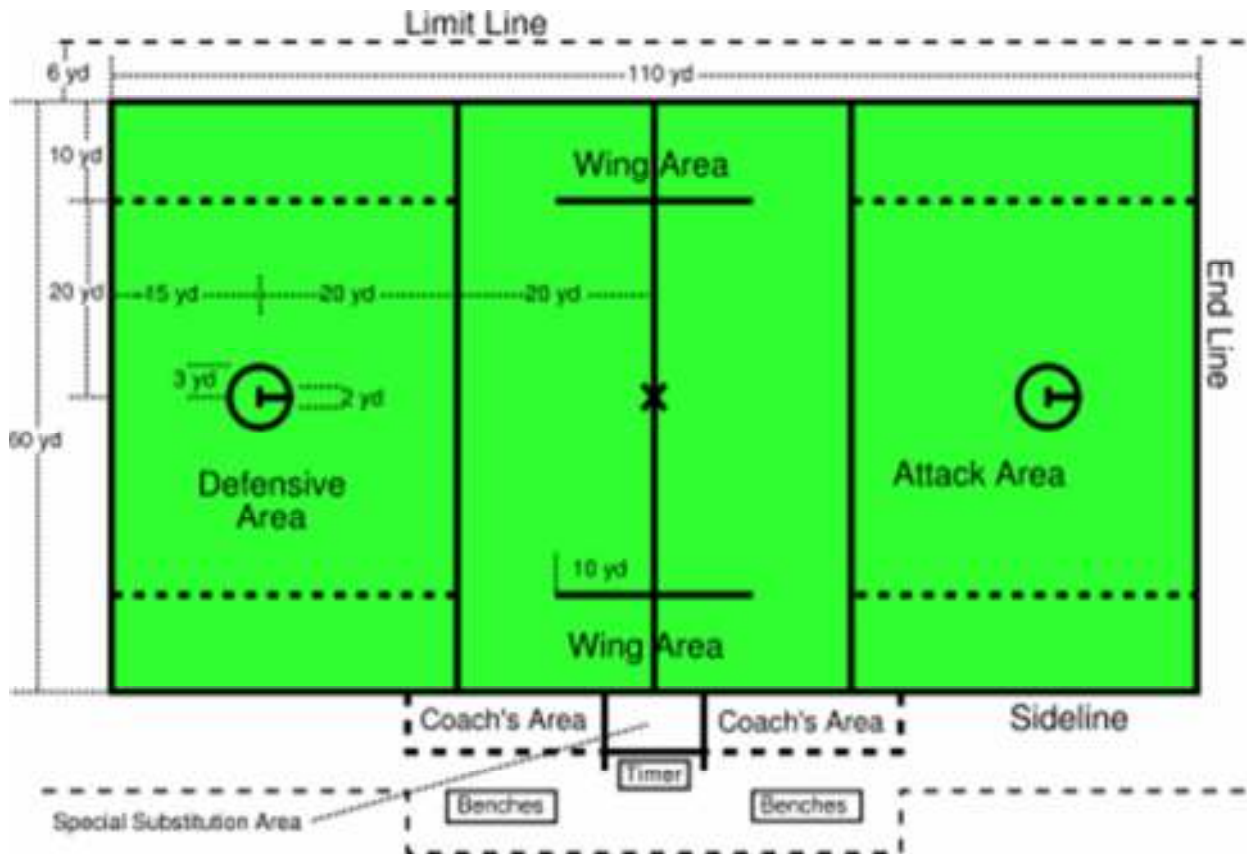 Limit Line
6 yd
110 yd
10 yd
Wing Area
20 yd
15 yd
20 yd
20 yd
End Line
3 yd
2 yd
60 yd
Defensive
Area
Attack Area
10 yd
Wing Area
Coach's Area
Coach's Area
Sideline
Timer
Benches
Benches
Special Substitution Area